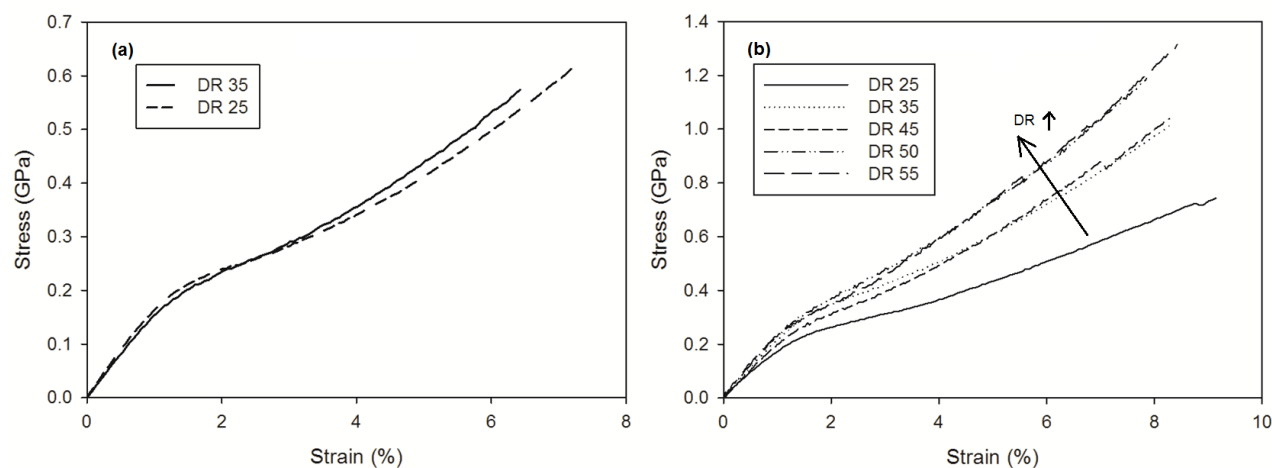 (a)
DR 35
DR 25
0.7
0.6
0.5
0.4
0.3
0.2
0.1
0.0
Stress (GPa)
0 2 4 6 8
Strain (%)
(b)
DR 25
DR 35
DR 45
DR 50
DR 55
DR
1.4
1.2
1.0
0.8
0.6
0.4
0.2
0.0
Stress (GPa)
0 2 4 6 8 10
Strain (%)